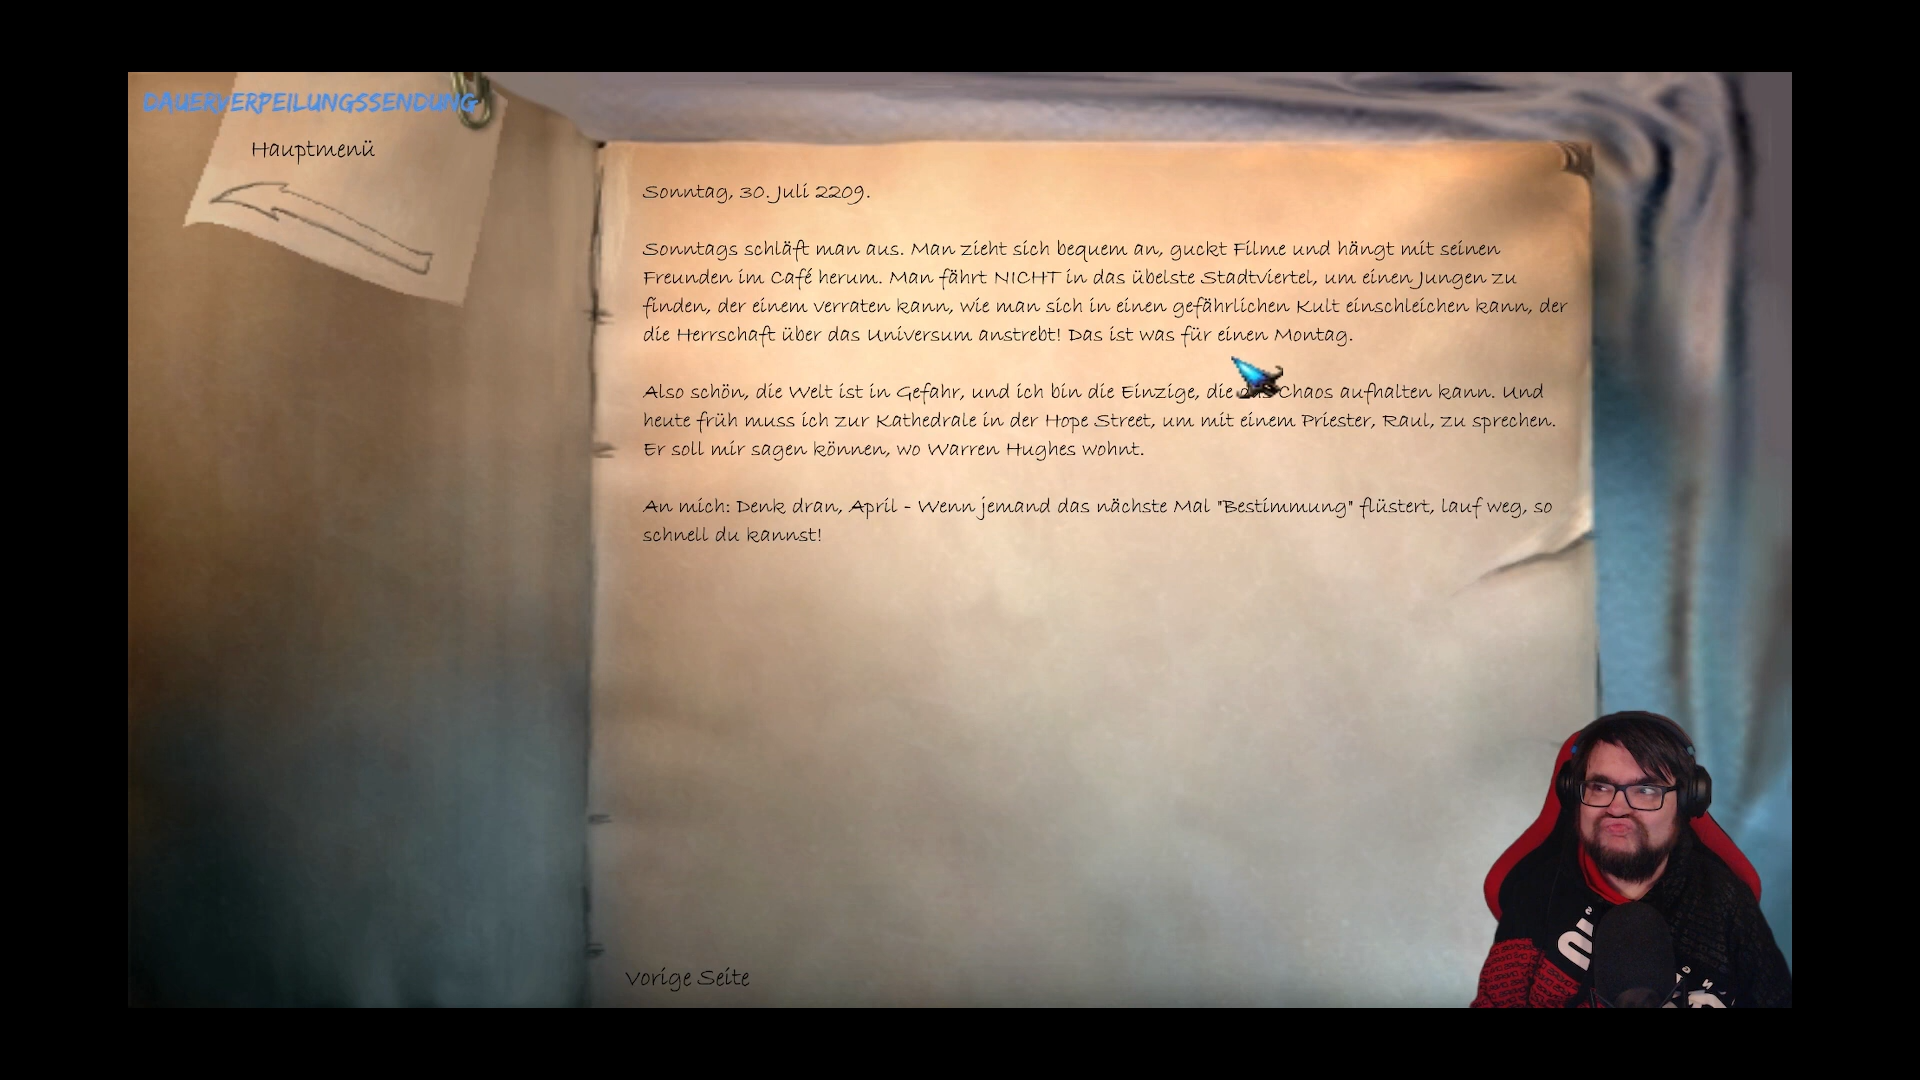 DAUERVERPEILUNGSSENDUNG
Hauptmenü
Sonntag, 30. Juli 2209.
Sonntags schläft man aus. Man zieht sich bequem an, guckt Filme und hängt mit seinen
Freunden im Café herum. Man fährt NICHT in das übelste Stadtviertel, um einen Jungen zu
finden, der einem verraten kann, wie man sich in einen gefährlichen Kult einschleichen kann, der
die Herrschaft über das Universum anstrebt! Das ist was für einen Montag.
Also schön, die Welt ist in Gefahr, und ich bin die Einzige, die das Chaos aufhalten kann. Und
heute früh muss ich zur Kathedrale in der Hope Street, um mit einem Priester, Raul, zu sprechen.
Er soll mir sagen können, wo Warren Hughes wohnt.
An mich: Denk dran, April - Wenn jemand das nächste Mal "Bestimmung" flüstert, lauf weg, so
schnell du kannst!
Vorige Seite